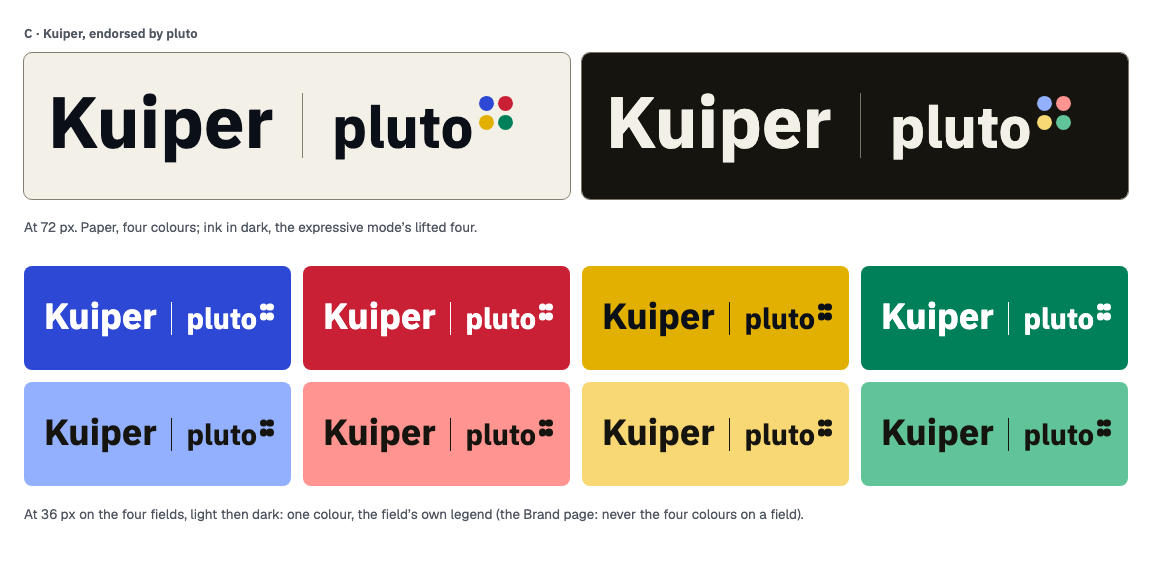 C · Kuiper, endorsed by pluto
Kuiper | pluto
Kuiper | pluto
At 72 px. Paper, four colours; ink in dark, the expressive mode’s lifted four.
Kuiper | pluto
Kuiper | pluto
Kuiper | pluto
Kuiper | pluto
Kuiper | pluto
Kuiper | pluto
Kuiper | pluto
Kuiper | pluto
At 36 px on the four fields, light then dark: one colour, the field’s own legend (the Brand page: never the four colours on a field).